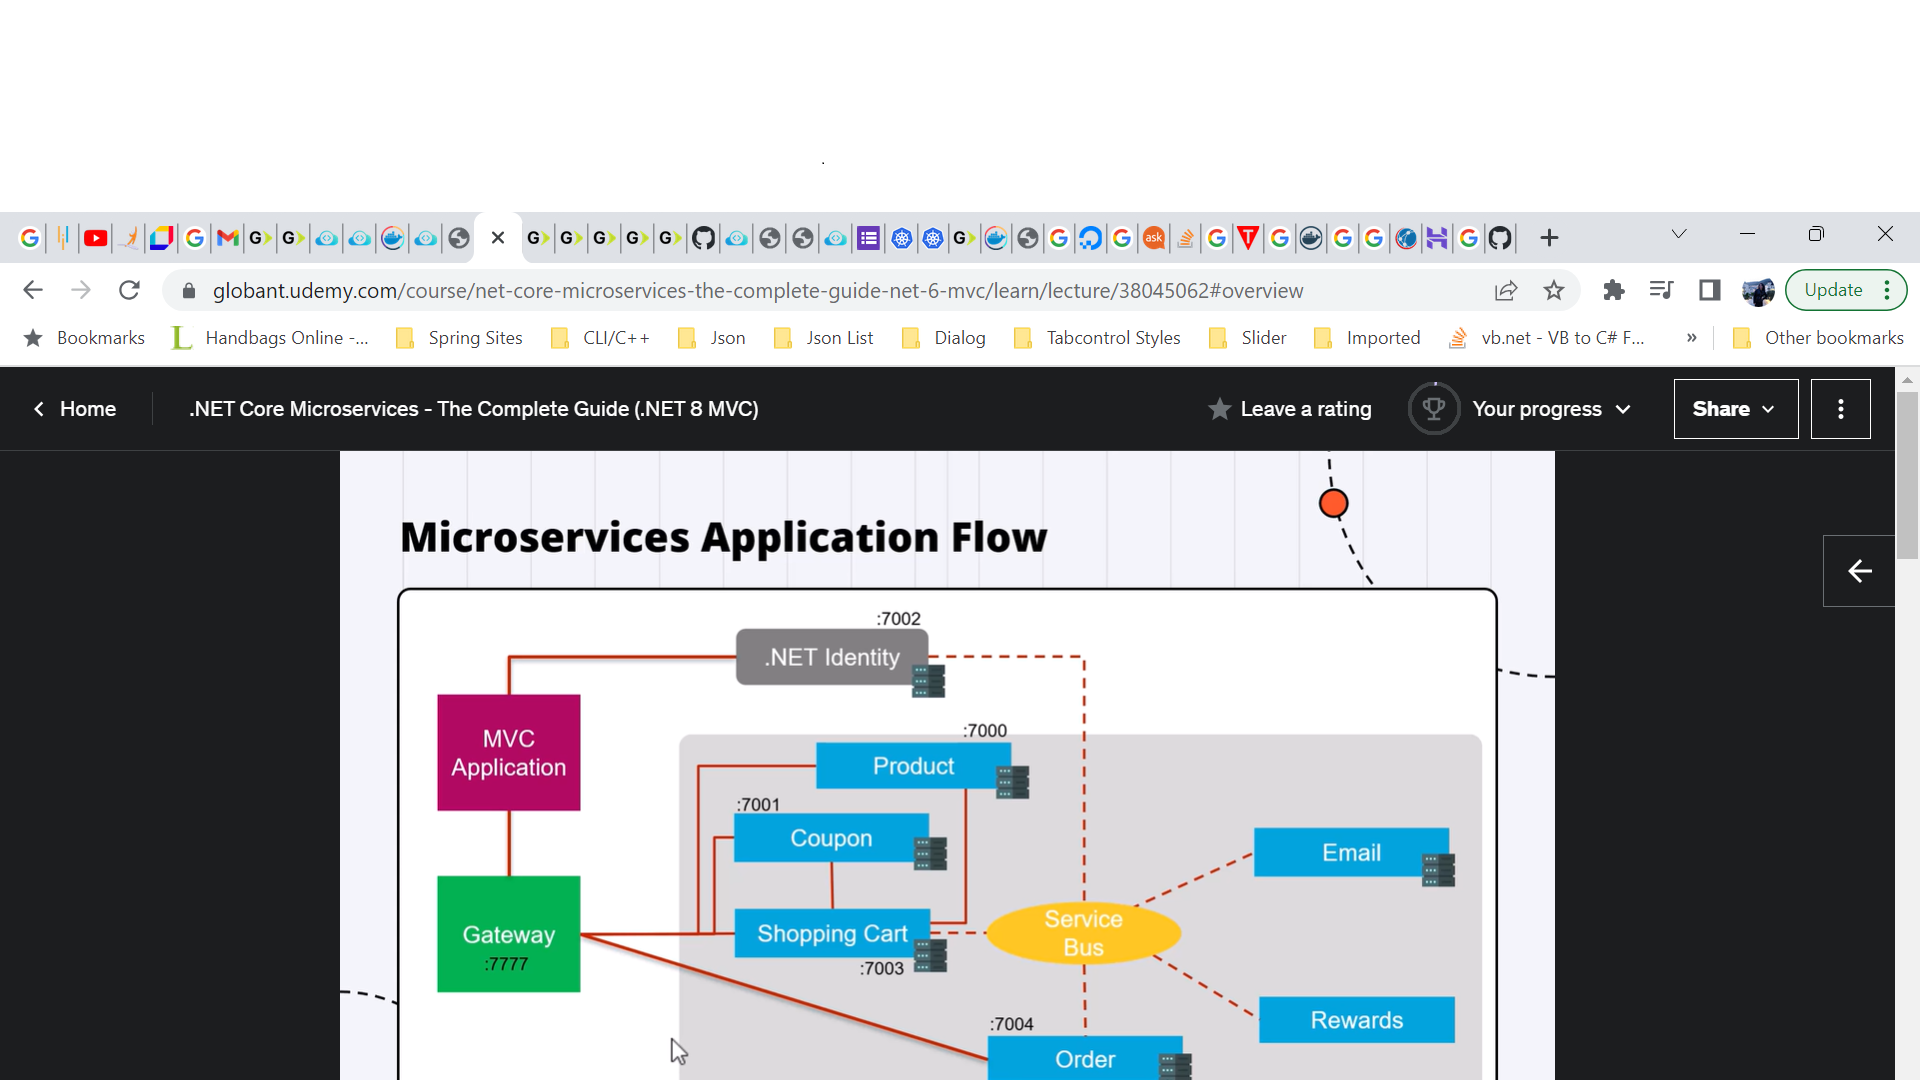 globant.udemy.com/course/net-core-microservices-the-complete-guide-net-6-mvc/learn/lecture/38045062#overview
Update
Bookmarks
Handbags Online -...
Spring Sites
CLI/C++
Json
Json List
Dialog
Tabcontrol Styles
Slider
Imported
vb.net - VB to C# F...
»
Other bookmarks
Home
.NET Core Microservices - The Complete Guide (.NET 8 MVC)
Leave a rating
Your progress
Share
Microservices Application Flow
:7002
.NET Identity
MVC
Application
:7000
Product
:7001
Coupon
Email
Gateway
:7777
Shopping Cart
:7003
Service
Bus
Rewards
:7004
Order